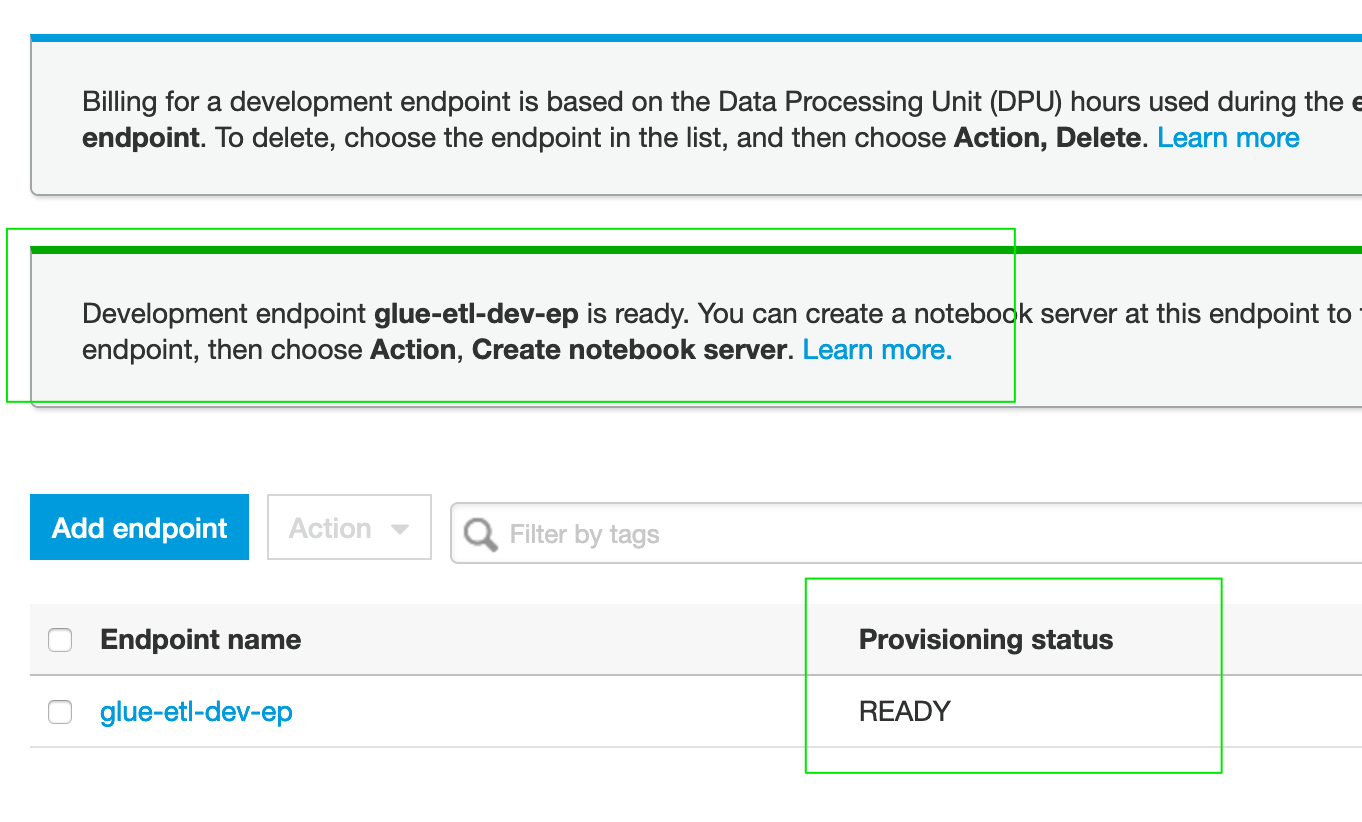 Billing for a development endpoint is based on the Data Processing Unit (DPU) hours used during the
endpoint. To delete, choose the endpoint in the list, and then choose Action, Delete. Learn more
Development endpoint glue-etl-dev-ep is ready. You can create a notebook server at this endpoint to
endpoint, then choose Action, Create notebook server. Learn more.
Add endpoint Action Filter by tags
Endpoint name Provisioning status
glue-etl-dev-ep READY